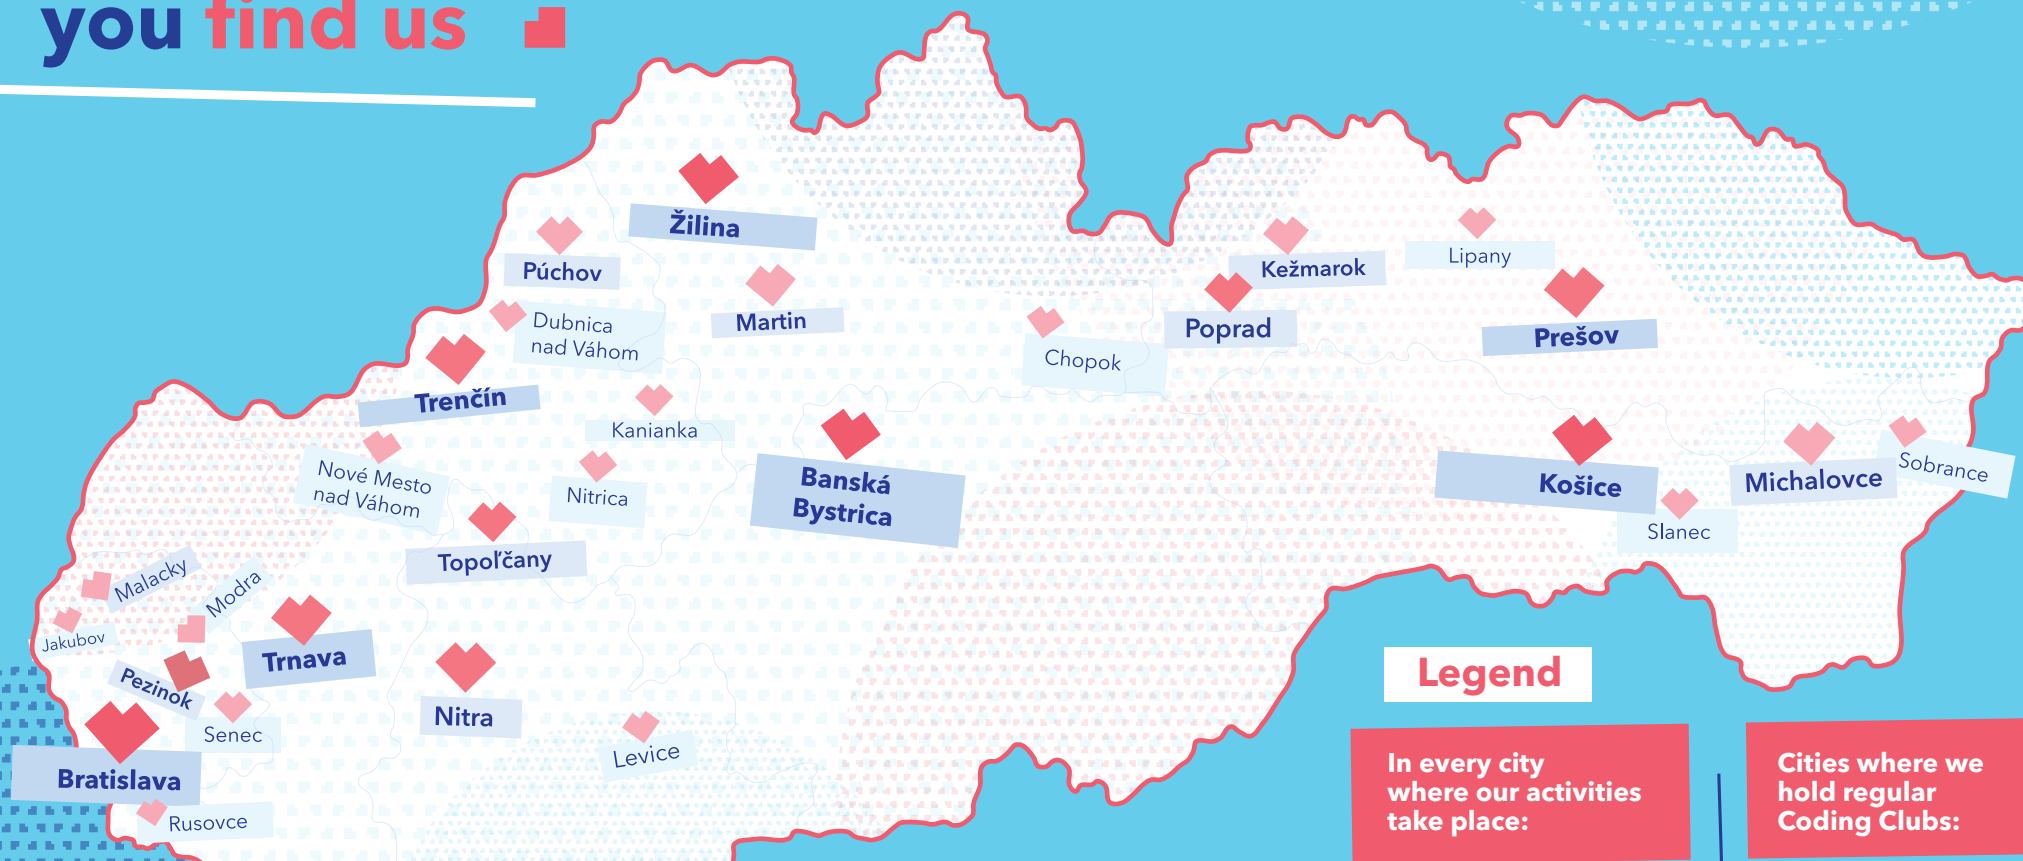 you find us
Žilina
Púchov
Martin
Dubnica
nad Váhom
Trenčín
Kežmarok
Lipany
Poprad
Prešov
Chopok
Kanianka
Nové Mesto
nad Váhom
Nitrica
Banská
Bystrica
Košice
Michalovce
Sobrance
Slanec
Topoľčany
Malacky
Modra
Jakubov
Trnava
Pezinok
Senec
Nitra
Levice
Bratislava
Rusovce
Legend
In every city
where our activities
take place:
Cities where we
hold regular
Coding Clubs: